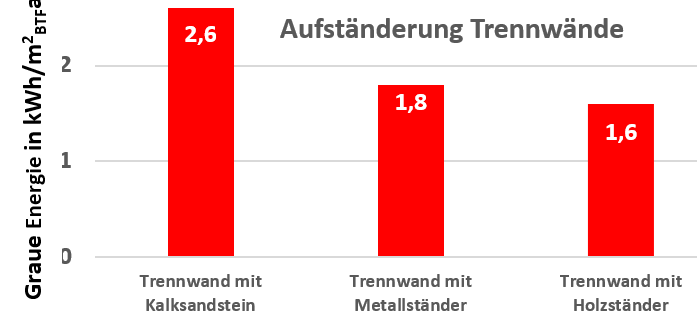 Aufständerung Trennwände
Graue Energie in kWh/m²BTFa
2
1
0
2,6
1,8
1,6
Trennwand mit
Kalksandstein
Trennwand mit
Metallständer
Trennwand mit
Holzständer